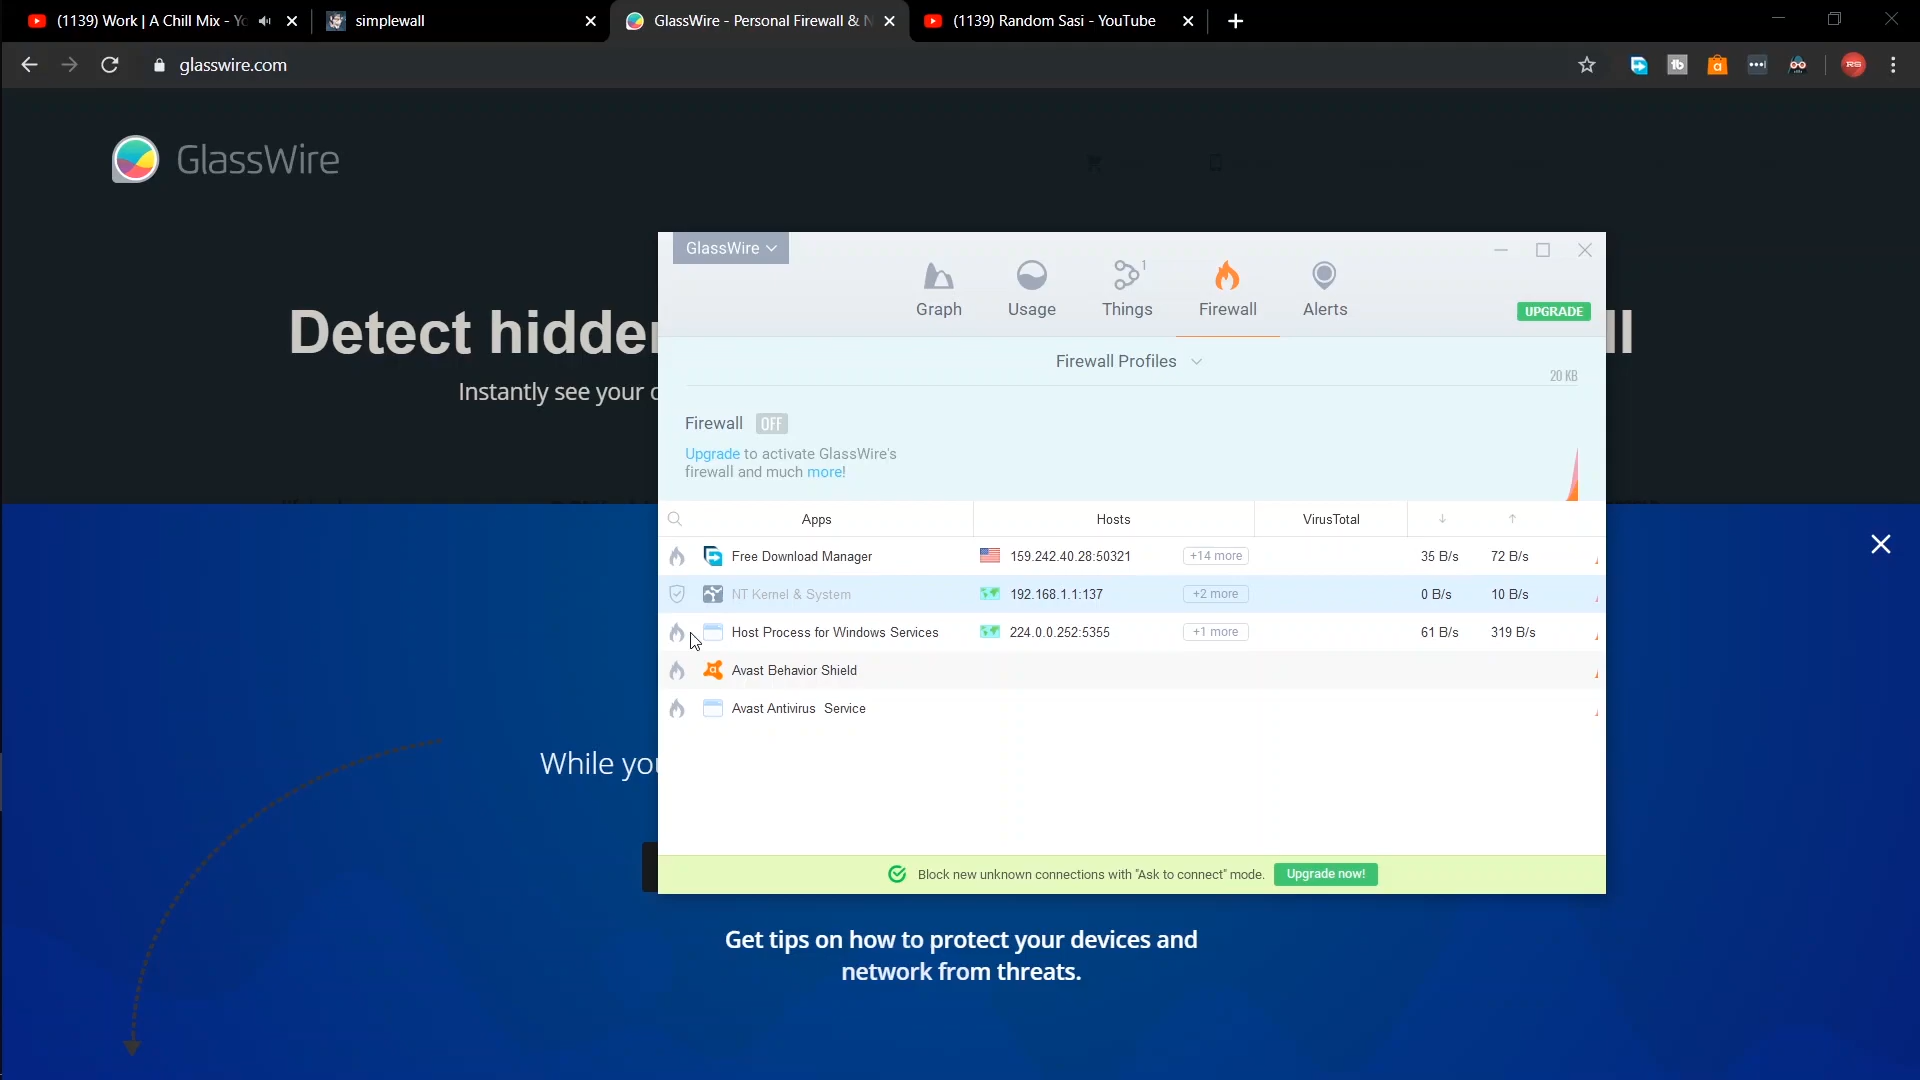 (1139) Work | A Chill Mix - Yo
simplewall
GlassWire - Personal Firewall & N
(1139) Random Sasi - YouTube
glasswire.com
RS
GlassWire
Detect hidde
ll
Instantly see your
GlassWire
Graph
Usage
Things
1
Firewall
Alerts
UPGRADE
Firewall Profiles
20 KB
Firewall OFF
Upgrade to activate GlassWire's
firewall and much more!
Apps Hosts VirusTotal ↓ ↑
Free Download Manager 159.242.40.28:50321 +14 more 35 B/s 72 B/s
NT Kernel & System 192.168.1.1:137 +2 more 0 B/s 10 B/s
Host Process for Windows Services 224.0.0.252:5355 +1 more 61 B/s 319 B/s
Avast Behavior Shield
Avast Antivirus Service
While you
Block new unknown connections with "Ask to connect" mode. Upgrade now!
Get tips on how to protect your devices and
network from threats.